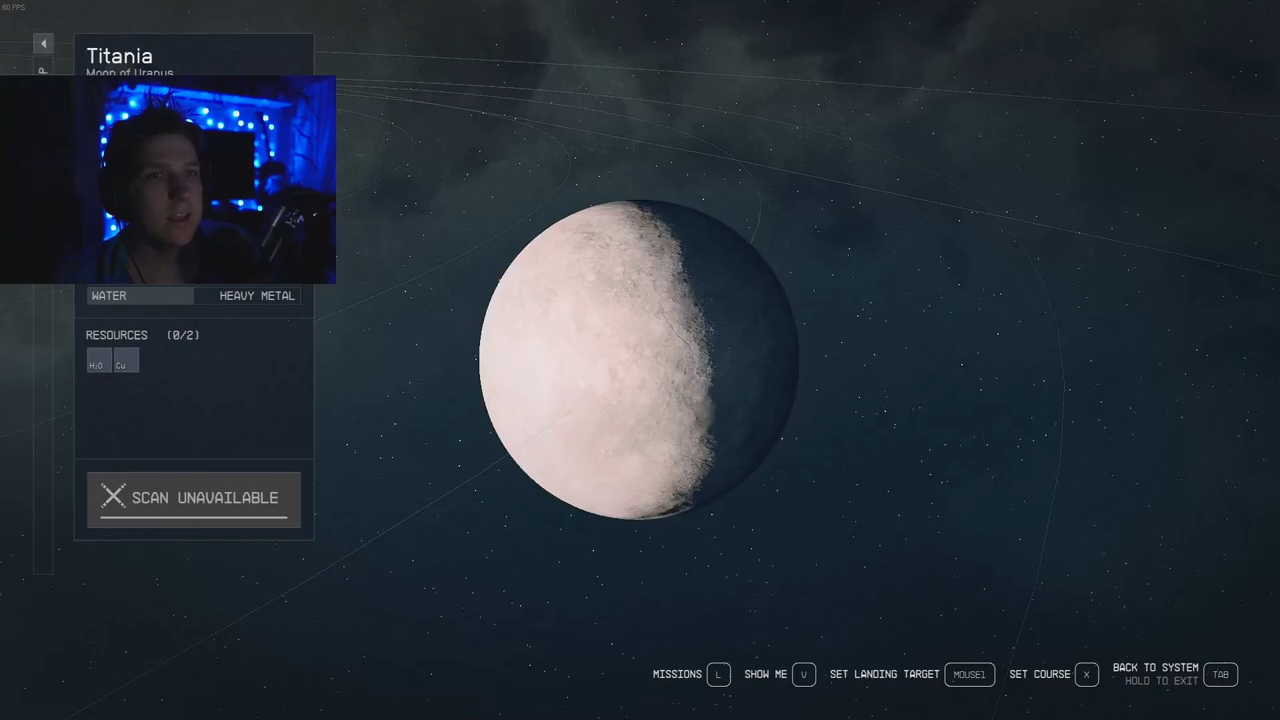 60 FPS
Titania
Moon of Uranus
P
WATER HEAVY METAL
RESOURCES (0/2)
H₂O Cu
SCAN UNAVAILABLE
MISSIONS L SHOW ME V SET LANDING TARGET MOUSE1 SET COURSE X BACK TO SYSTEM TAB
HOLD TO EXIT